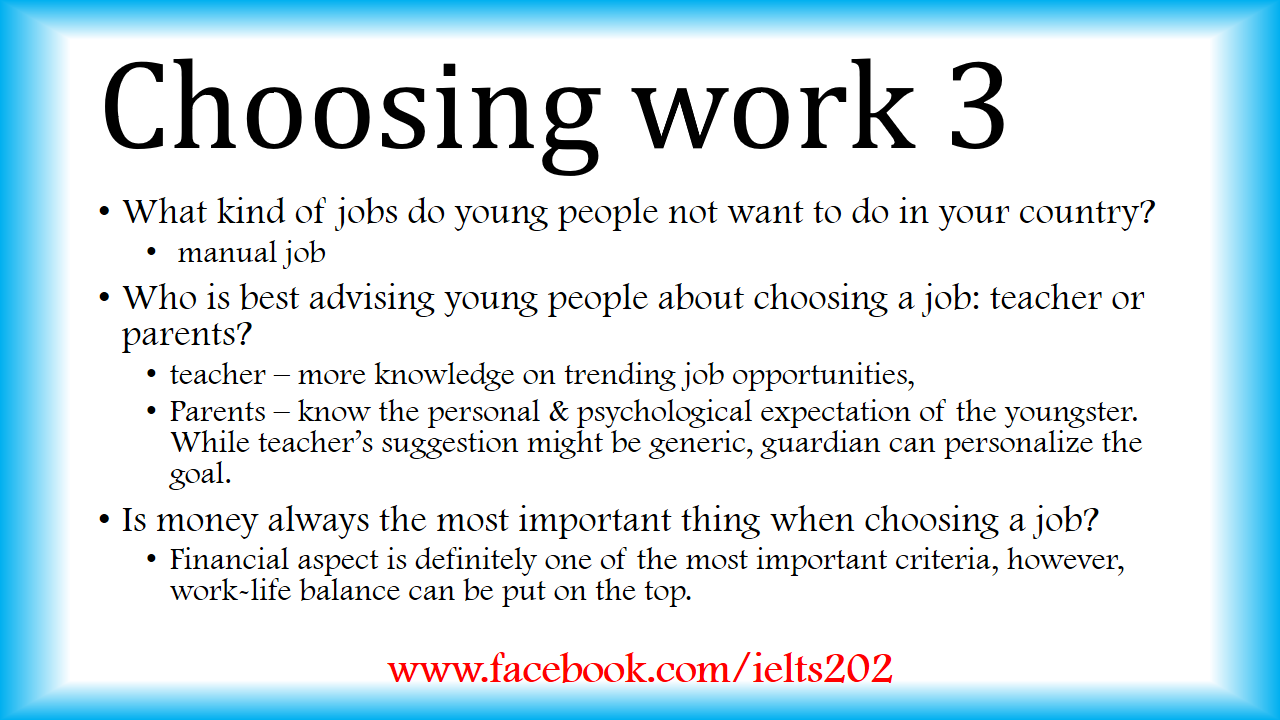 Choosing work 3
• What kind of jobs do young people not want to do in your country?
• manual job
• Who is best advising young people about choosing a job: teacher or
parents?
• teacher – more knowledge on trending job opportunities,
• Parents – know the personal & psychological expectation of the youngster.
While teacher's suggestion might be generic, guardian can personalize the
goal.
• Is money always the most important thing when choosing a job?
• Financial aspect is definitely one of the most important criteria, however,
work-life balance can be put on the top.
www.facebook.com/ielts202